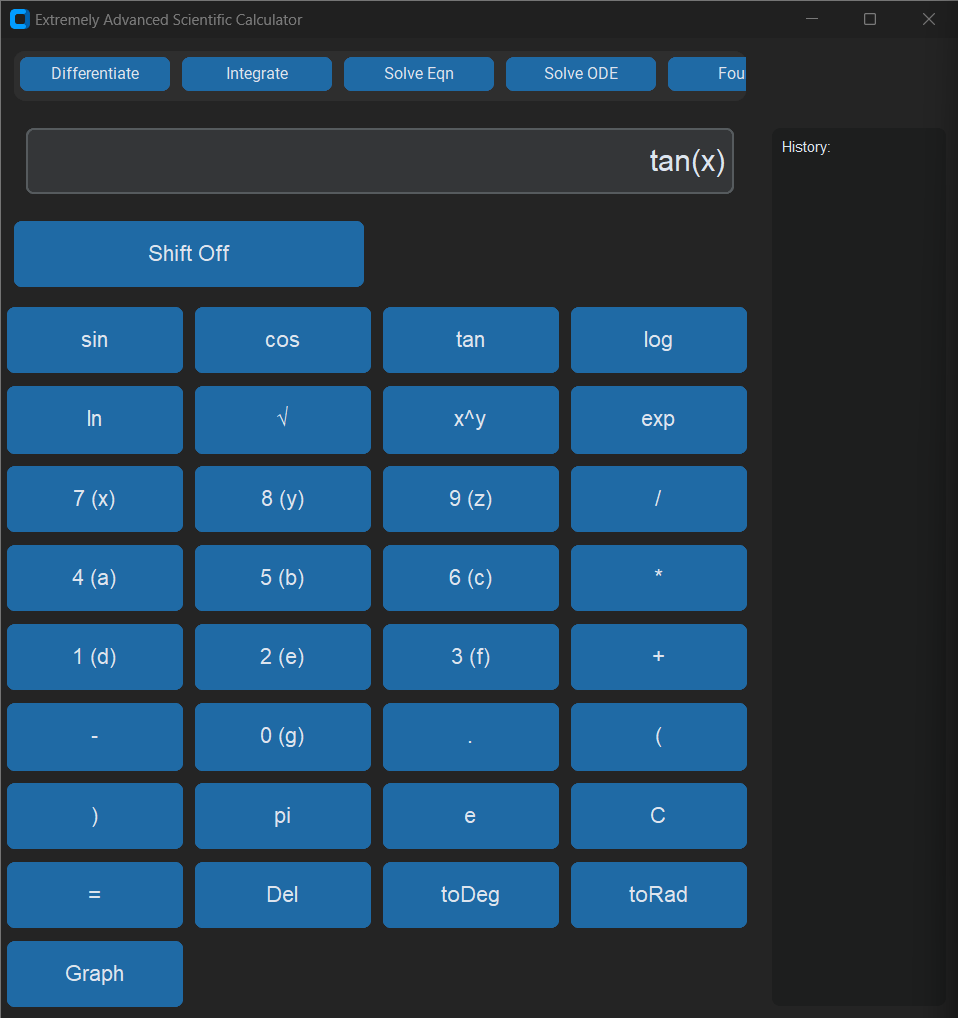 Extremely Advanced Scientific Calculator
Differentiate Integrate Solve Eqn Solve ODE Fou
tan(x)
History:
Shift Off
sin cos tan log
ln √ x^y exp
7 (x) 8 (y) 9 (z) /
4 (a) 5 (b) 6 (c) *
1 (d) 2 (e) 3 (f) +
- 0 (g) . (
) pi e C
= Del toDeg toRad
Graph